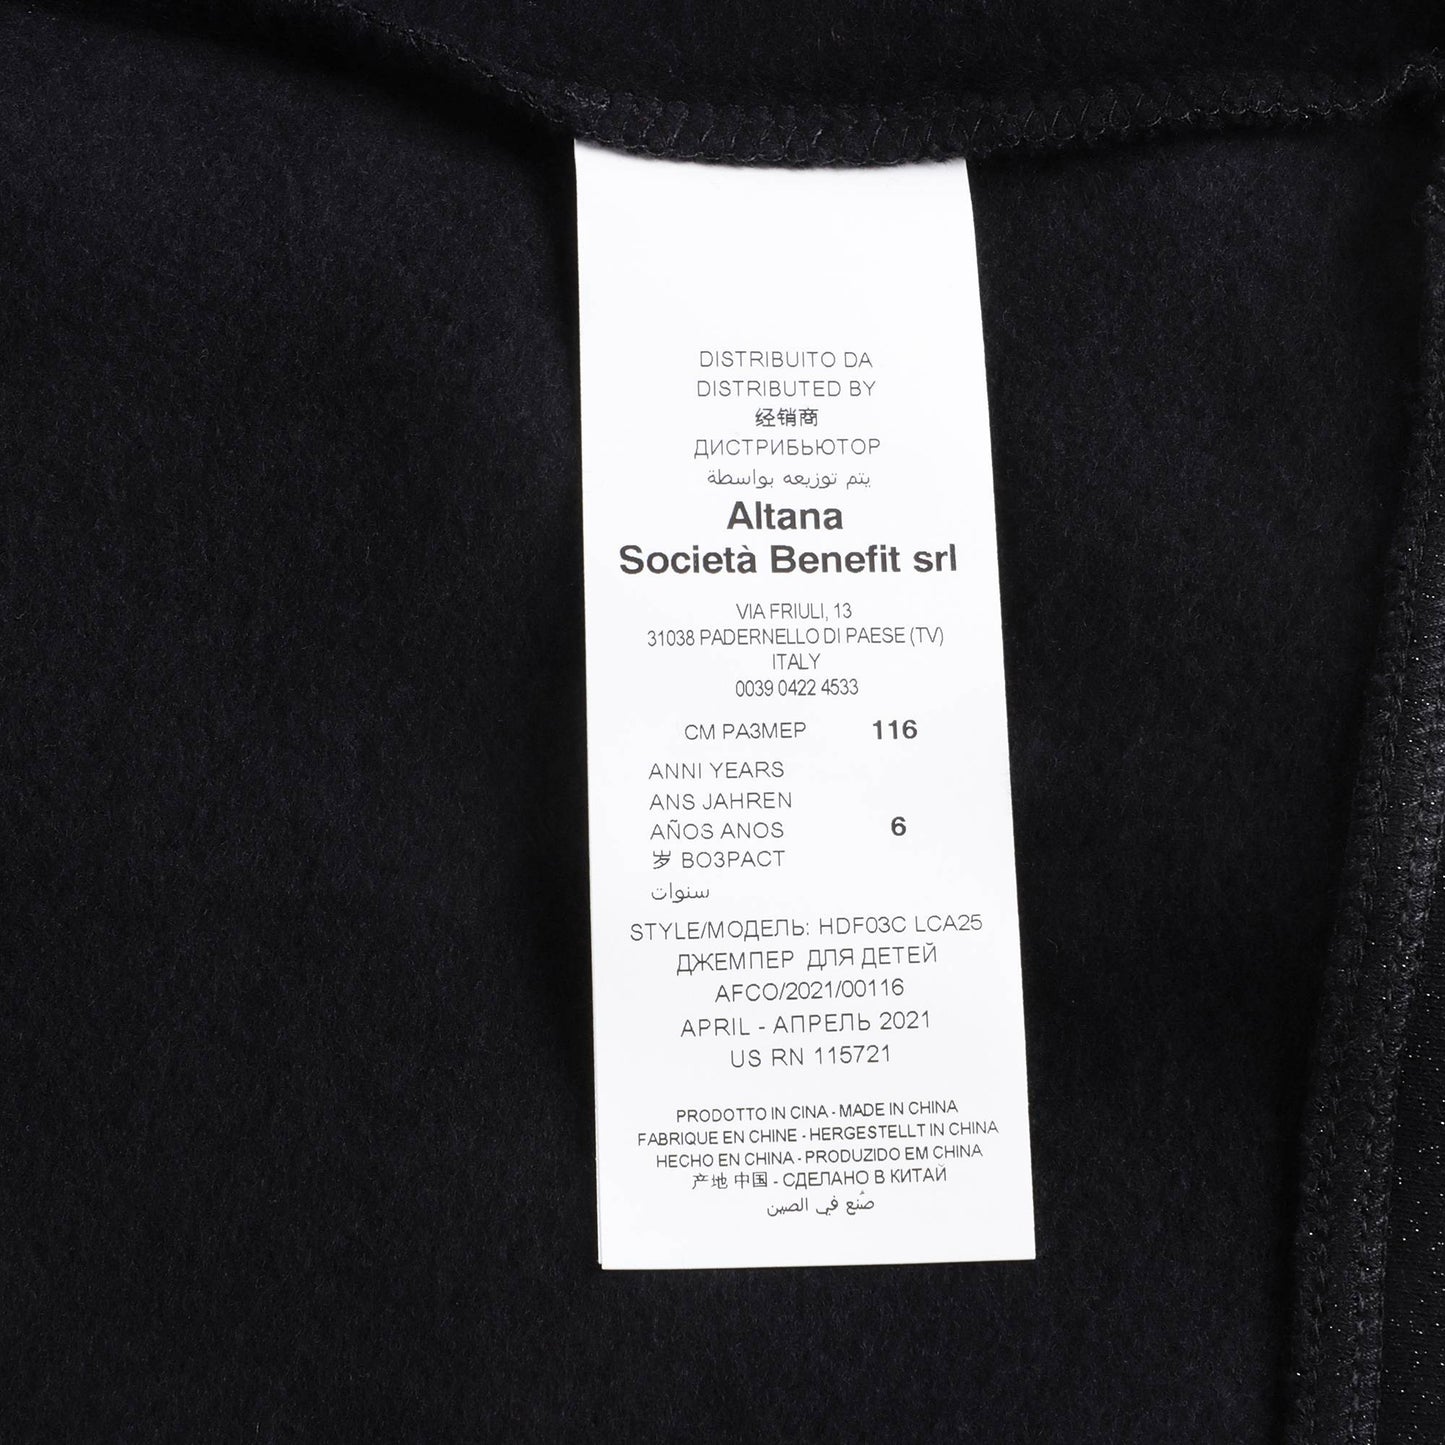 DISTRIBUITO DA
DISTRIBUTED BY
经销商
ДИСТРИБЬЮТОР
يتم توزيعه بواسطة
Altana
Società Benefit srl
VIA FRIULI, 13
31038 PADERNELLO DI PAESE (TV)
ITALY
0039 0422 4533
CM РАЗМЕР 116
ANNI YEARS
ANS JAHREN
AÑOS ANOS 6
岁 ВОЗРАСТ
سنوات
STYLE/МОДЕЛЬ: HDF03C LCA25
ДЖЕМПЕР ДЛЯ ДЕТЕЙ
AFCO/2021/00116
APRIL - АПРЕЛЬ 2021
US RN 115721
PRODOTTO IN CINA - MADE IN CHINA
FABRIQUE EN CHINE - HERGESTELLT IN CHINA
HECHO EN CHINA - PRODUZIDO EM CHINA
产地 中国 - СДЕЛАНО В КИТАЙ
صُنع في الصين